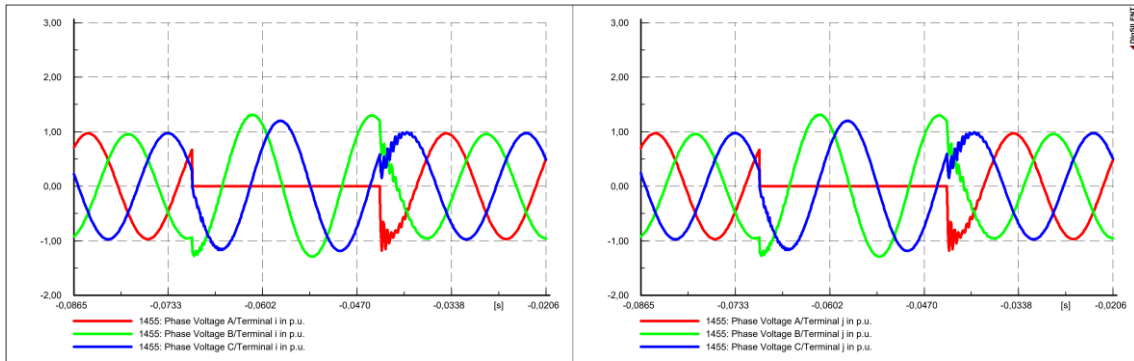 3,00
2,00
1,00
0,00
-1,00
-2,00
-0,0865 -0,0733 -0,0602 -0,0470 -0,0338 [s] -0,0206
1455: Phase Voltage A/Terminal i in p.u.
1455: Phase Voltage B/Terminal i in p.u.
1455: Phase Voltage C/Terminal i in p.u.
3,00
2,00
1,00
0,00
-1,00
-2,00
-0,0865 -0,0733 -0,0602 -0,0470 -0,0338 [s] -0,0206
1455: Phase Voltage A/Terminal j in p.u.
1455: Phase Voltage B/Terminal j in p.u.
1455: Phase Voltage C/Terminal j in p.u.
DIgSILENT